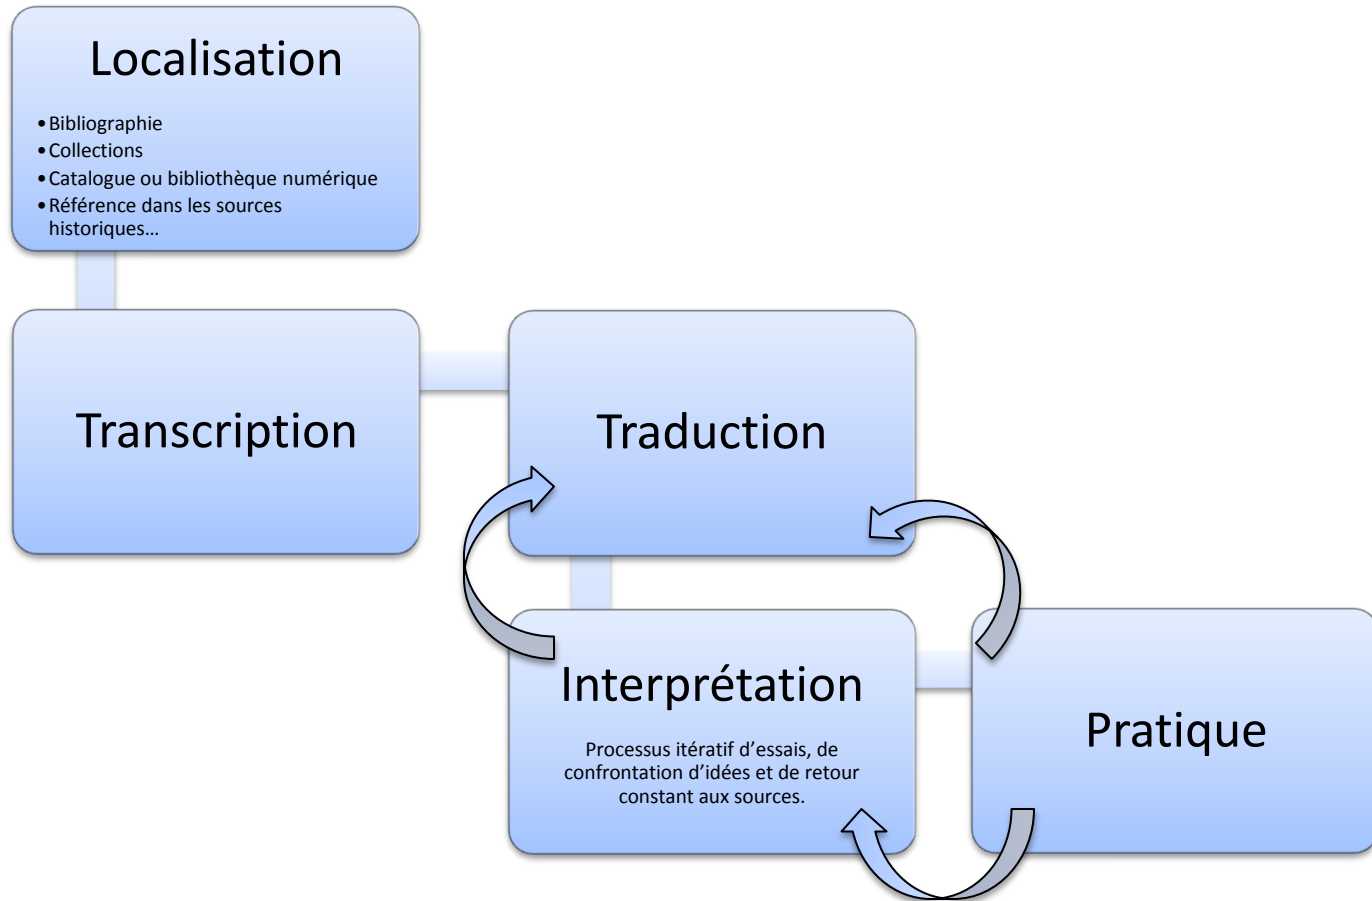 Localisation
•Bibliographie
•Collections
•Catalogue ou bibliothèque numérique
•Référence dans les sources
historiques…
Transcription
Traduction
Interprétation
Processus itératif d’essais, de
confrontation d’idées et de retour
constant aux sources.
Pratique